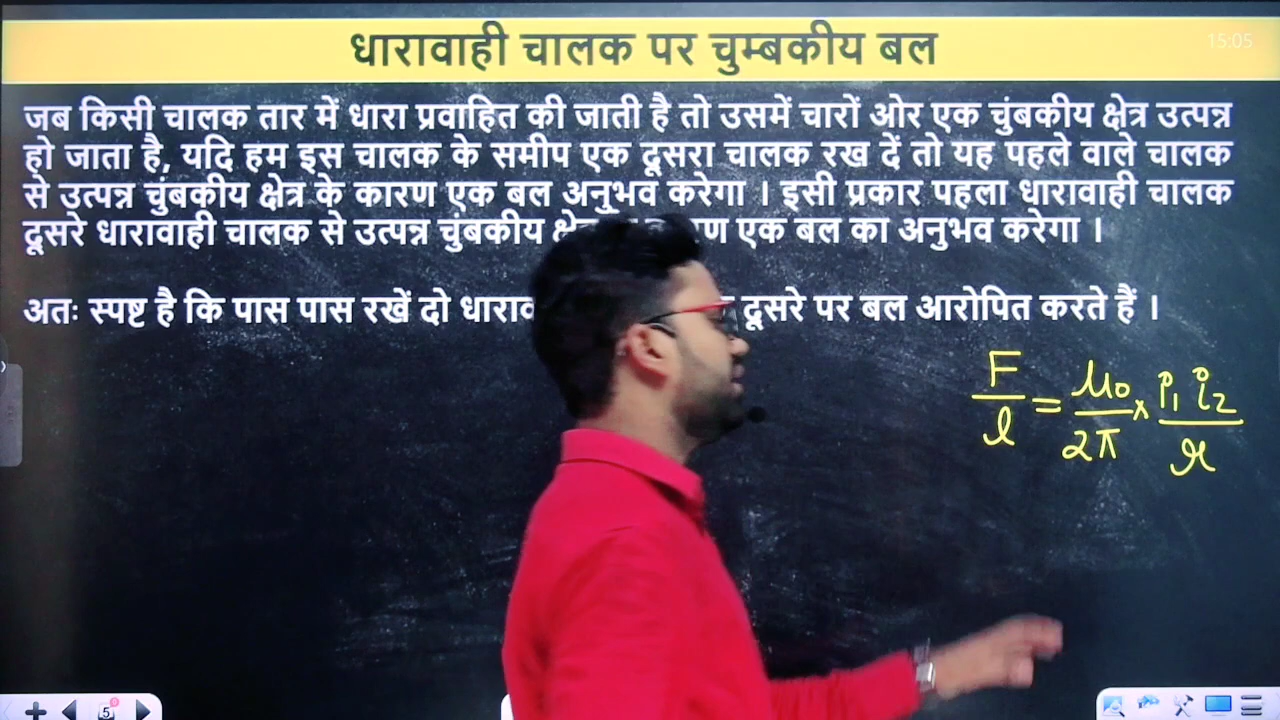 धारावाही चालक पर चुम्बकीय बल
15:05
जब किसी चालक तार में धारा प्रवाहित की जाती है तो उसमें चारों ओर एक चुंबकीय क्षेत्र उत्पन्न
हो जाता है, यदि हम इस चालक के समीप एक दूसरा चालक रख दें तो यह पहले वाले चालक
से उत्पन्न चुंबकीय क्षेत्र के कारण एक बल अनुभव करेगा । इसी प्रकार पहला धारावाही चालक
दूसरे धारावाही चालक से उत्पन्न चुंबकीय एक बल का अनुभव करेगा ।
अतः स्पष्ट है कि पास पास रखें दो दूसरे पर बल आरोपित करते हैं ।
F/l = μ0/2π × i1 i2/r
5